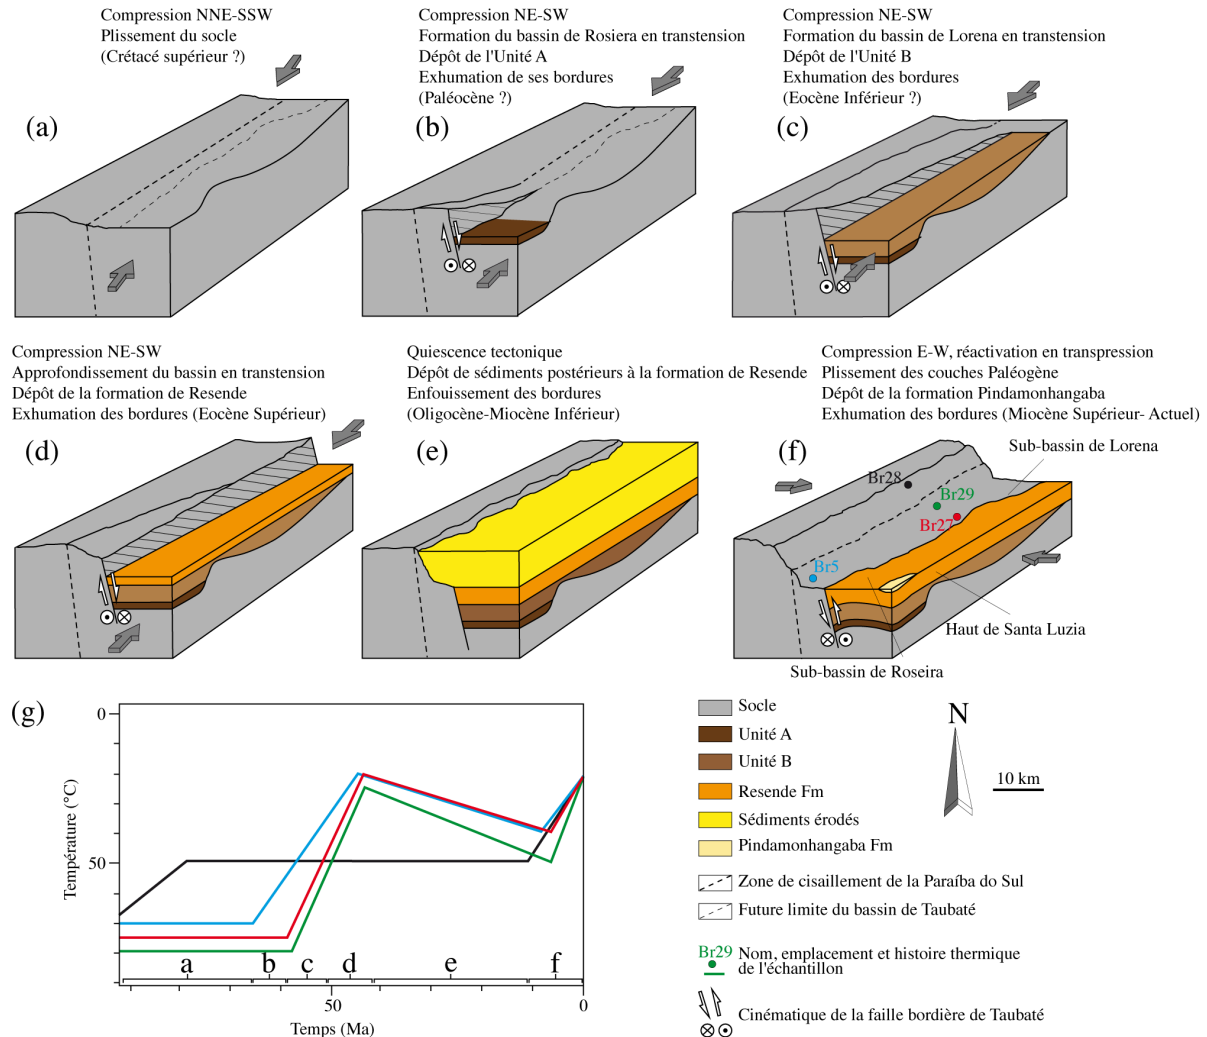 Compression NNE-SSW
Plissement du socle
(Crétacé supérieur ?)
(a)
Compression NE-SW
Formation du bassin de Rosiera en transtension
Dépôt de l'Unité A
Exhumation de ses bordures
(Paléocène ?)
(b)
Compression NE-SW
Formation du bassin de Lorena en transtension
Dépôt de l'Unité B
Exhumation des bordures
(Eocène Inférieur ?)
(c)
Compression NE-SW
Approfondissement du bassin en transtension
Dépôt de la formation de Resende
Exhumation des bordures (Eocène Supérieur)
(d)
Quiescence tectonique
Dépôt de sédiments postérieurs à la formation de Resende
Enfouissement des bordures
(Oligocène-Miocène Inférieur)
(e)
Compression E-W, réactivation en transpression
Plissement des couches Paléogène
Dépôt de la formation Pindamonhangaba
Exhumation des bordures (Miocène Supérieur- Actuel)
(f)
Sub-bassin de Lorena
Br28
Br29
Br27
Br5
Haut de Santa Luzia
Sub-bassin de Roseira
(g)
0
50
Température (°C)
a b c d e f
50 0
Temps (Ma)
Socle
Unité A
Unité B
Resende Fm
Sédiments érodés
Pindamonhangaba Fm
Zone de cisaillement de la Paraíba do Sul
Future limite du bassin de Taubaté
Br29 Nom, emplacement et histoire thermique
de l'échantillon
Cinématique de la faille bordière de Taubaté
N
10 km